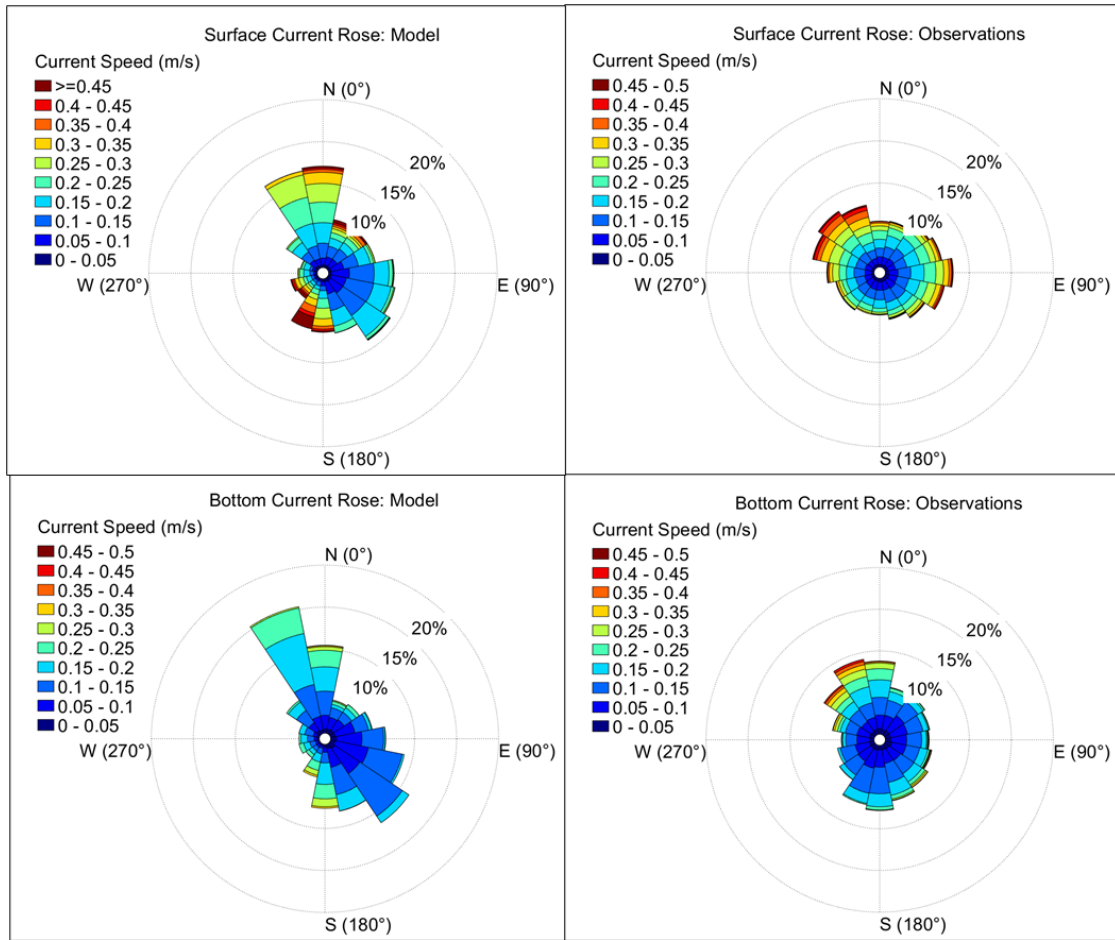 Surface Current Rose: Model
Current Speed (m/s)
>=0.45
0.4 - 0.45
0.35 - 0.4
0.3 - 0.35
0.25 - 0.3
0.2 - 0.25
0.15 - 0.2
0.1 - 0.15
0.05 - 0.1
0 - 0.05
N (0°)
20%
15%
10%
W (270°)
E (90°)
S (180°)
Surface Current Rose: Observations
Current Speed (m/s)
0.45 - 0.5
0.4 - 0.45
0.35 - 0.4
0.3 - 0.35
0.25 - 0.3
0.2 - 0.25
0.15 - 0.2
0.1 - 0.15
0.05 - 0.1
0 - 0.05
N (0°)
20%
15%
10%
W (270°)
E (90°)
S (180°)
Bottom Current Rose: Model
Current Speed (m/s)
0.45 - 0.5
0.4 - 0.45
0.35 - 0.4
0.3 - 0.35
0.25 - 0.3
0.2 - 0.25
0.15 - 0.2
0.1 - 0.15
0.05 - 0.1
0 - 0.05
N (0°)
20%
15%
10%
W (270°)
E (90°)
S (180°)
Bottom Current Rose: Observations
Current Speed (m/s)
0.45 - 0.5
0.4 - 0.45
0.35 - 0.4
0.3 - 0.35
0.25 - 0.3
0.2 - 0.25
0.15 - 0.2
0.1 - 0.15
0.05 - 0.1
0 - 0.05
N (0°)
20%
15%
10%
W (270°)
E (90°)
S (180°)